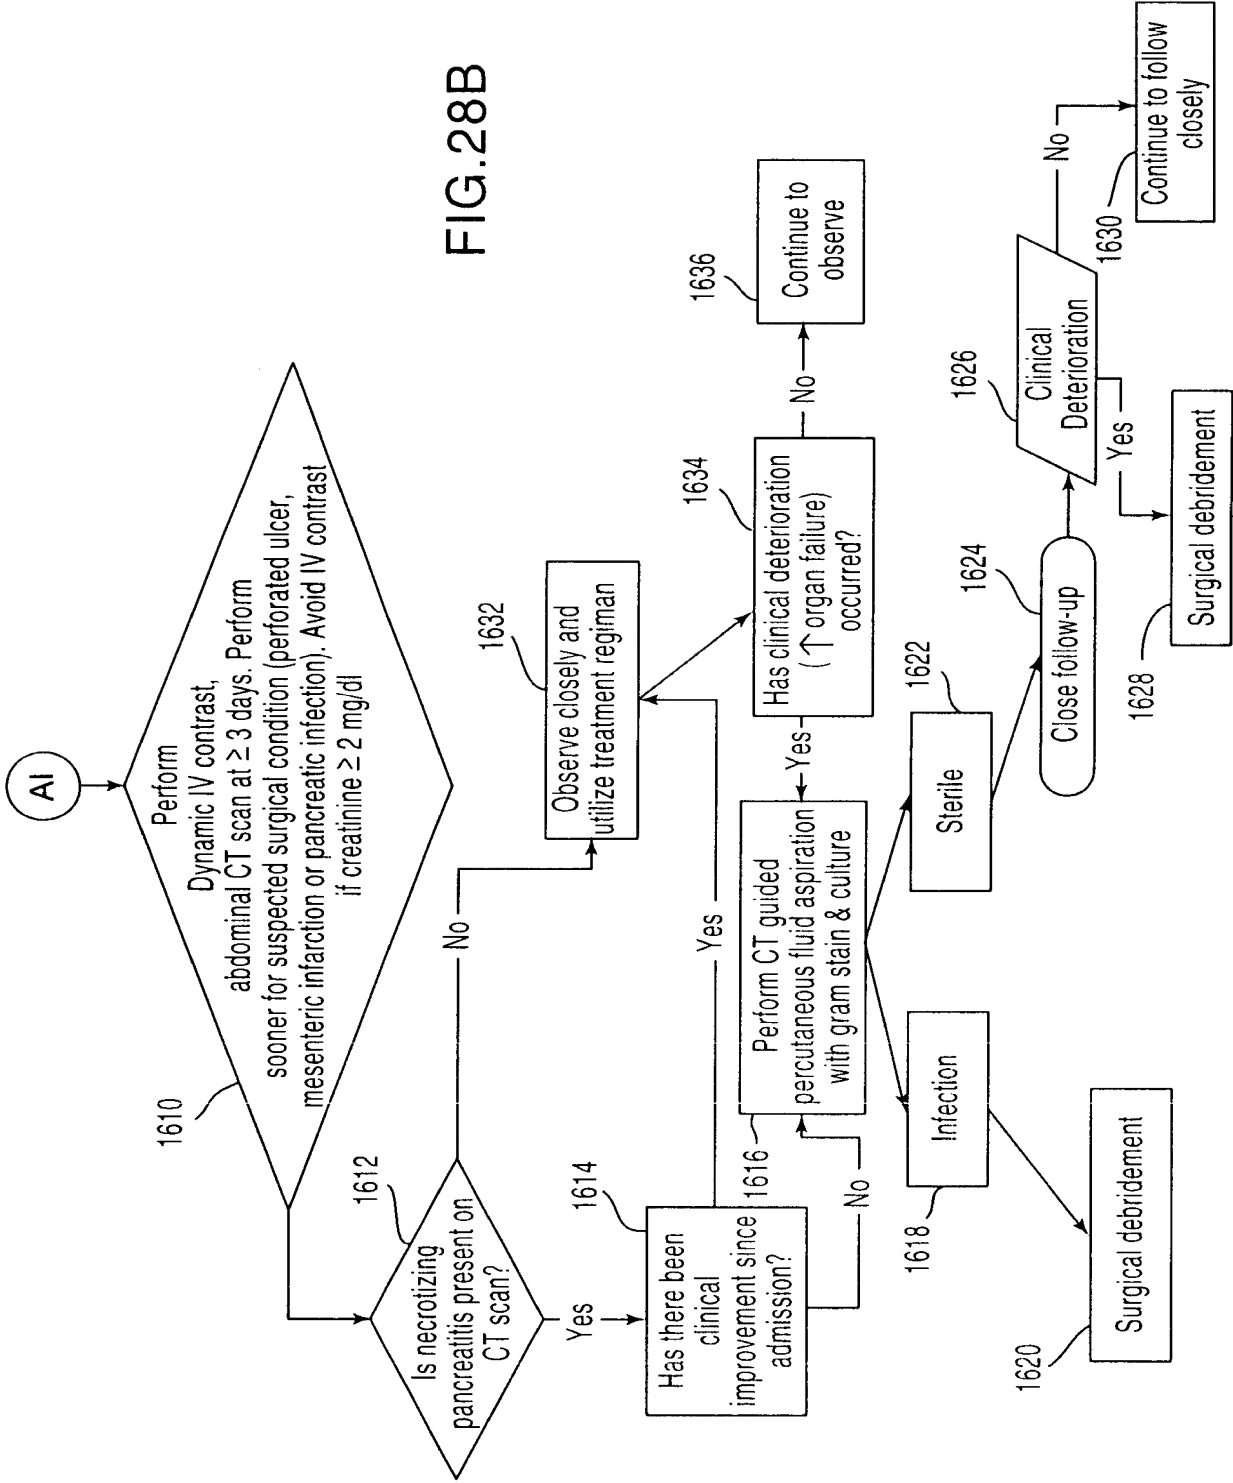 FIG.28B
AI
Perform
Dynamic IV contrast,
abdominal CT scan at ≥ 3 days. Perform
sooner for suspected surgical condition (perforated ulcer,
mesenteric infarction or pancreatic infection). Avoid IV contrast
if creatinine ≥ 2 mg/dl
1610
Is necrotizing
pancreatitis present on
CT scan?
1612
No
Yes
Observe closely and
utilize treatment regiman
1632
Has there been
clinical
improvement since
admission?
1614
Yes
No
Has clinical deterioration
(↑ organ failure)
occurred?
1634
No
Yes
Continue to
observe
1636
Perform CT guided
percutaneous fluid aspiration
with gram stain & culture
1616
Infection
1618
Surgical debridement
1620
Sterile
1622
Close follow-up
1624
Clinical
Deterioration
1626
Yes
No
Surgical debridement
1628
Continue to follow
closely
1630